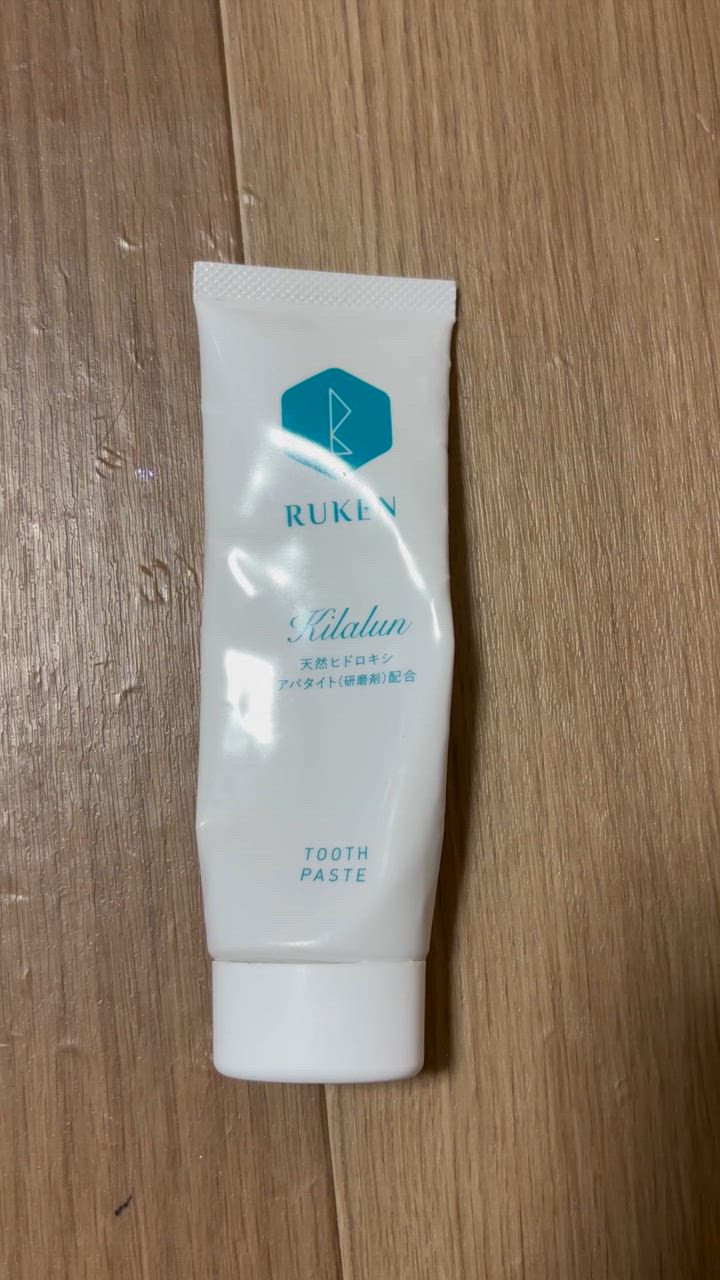 RUKEN
Kilalun
天然ヒドロキシ
アパタイト(研磨剤)配合
TOOTH
PASTE